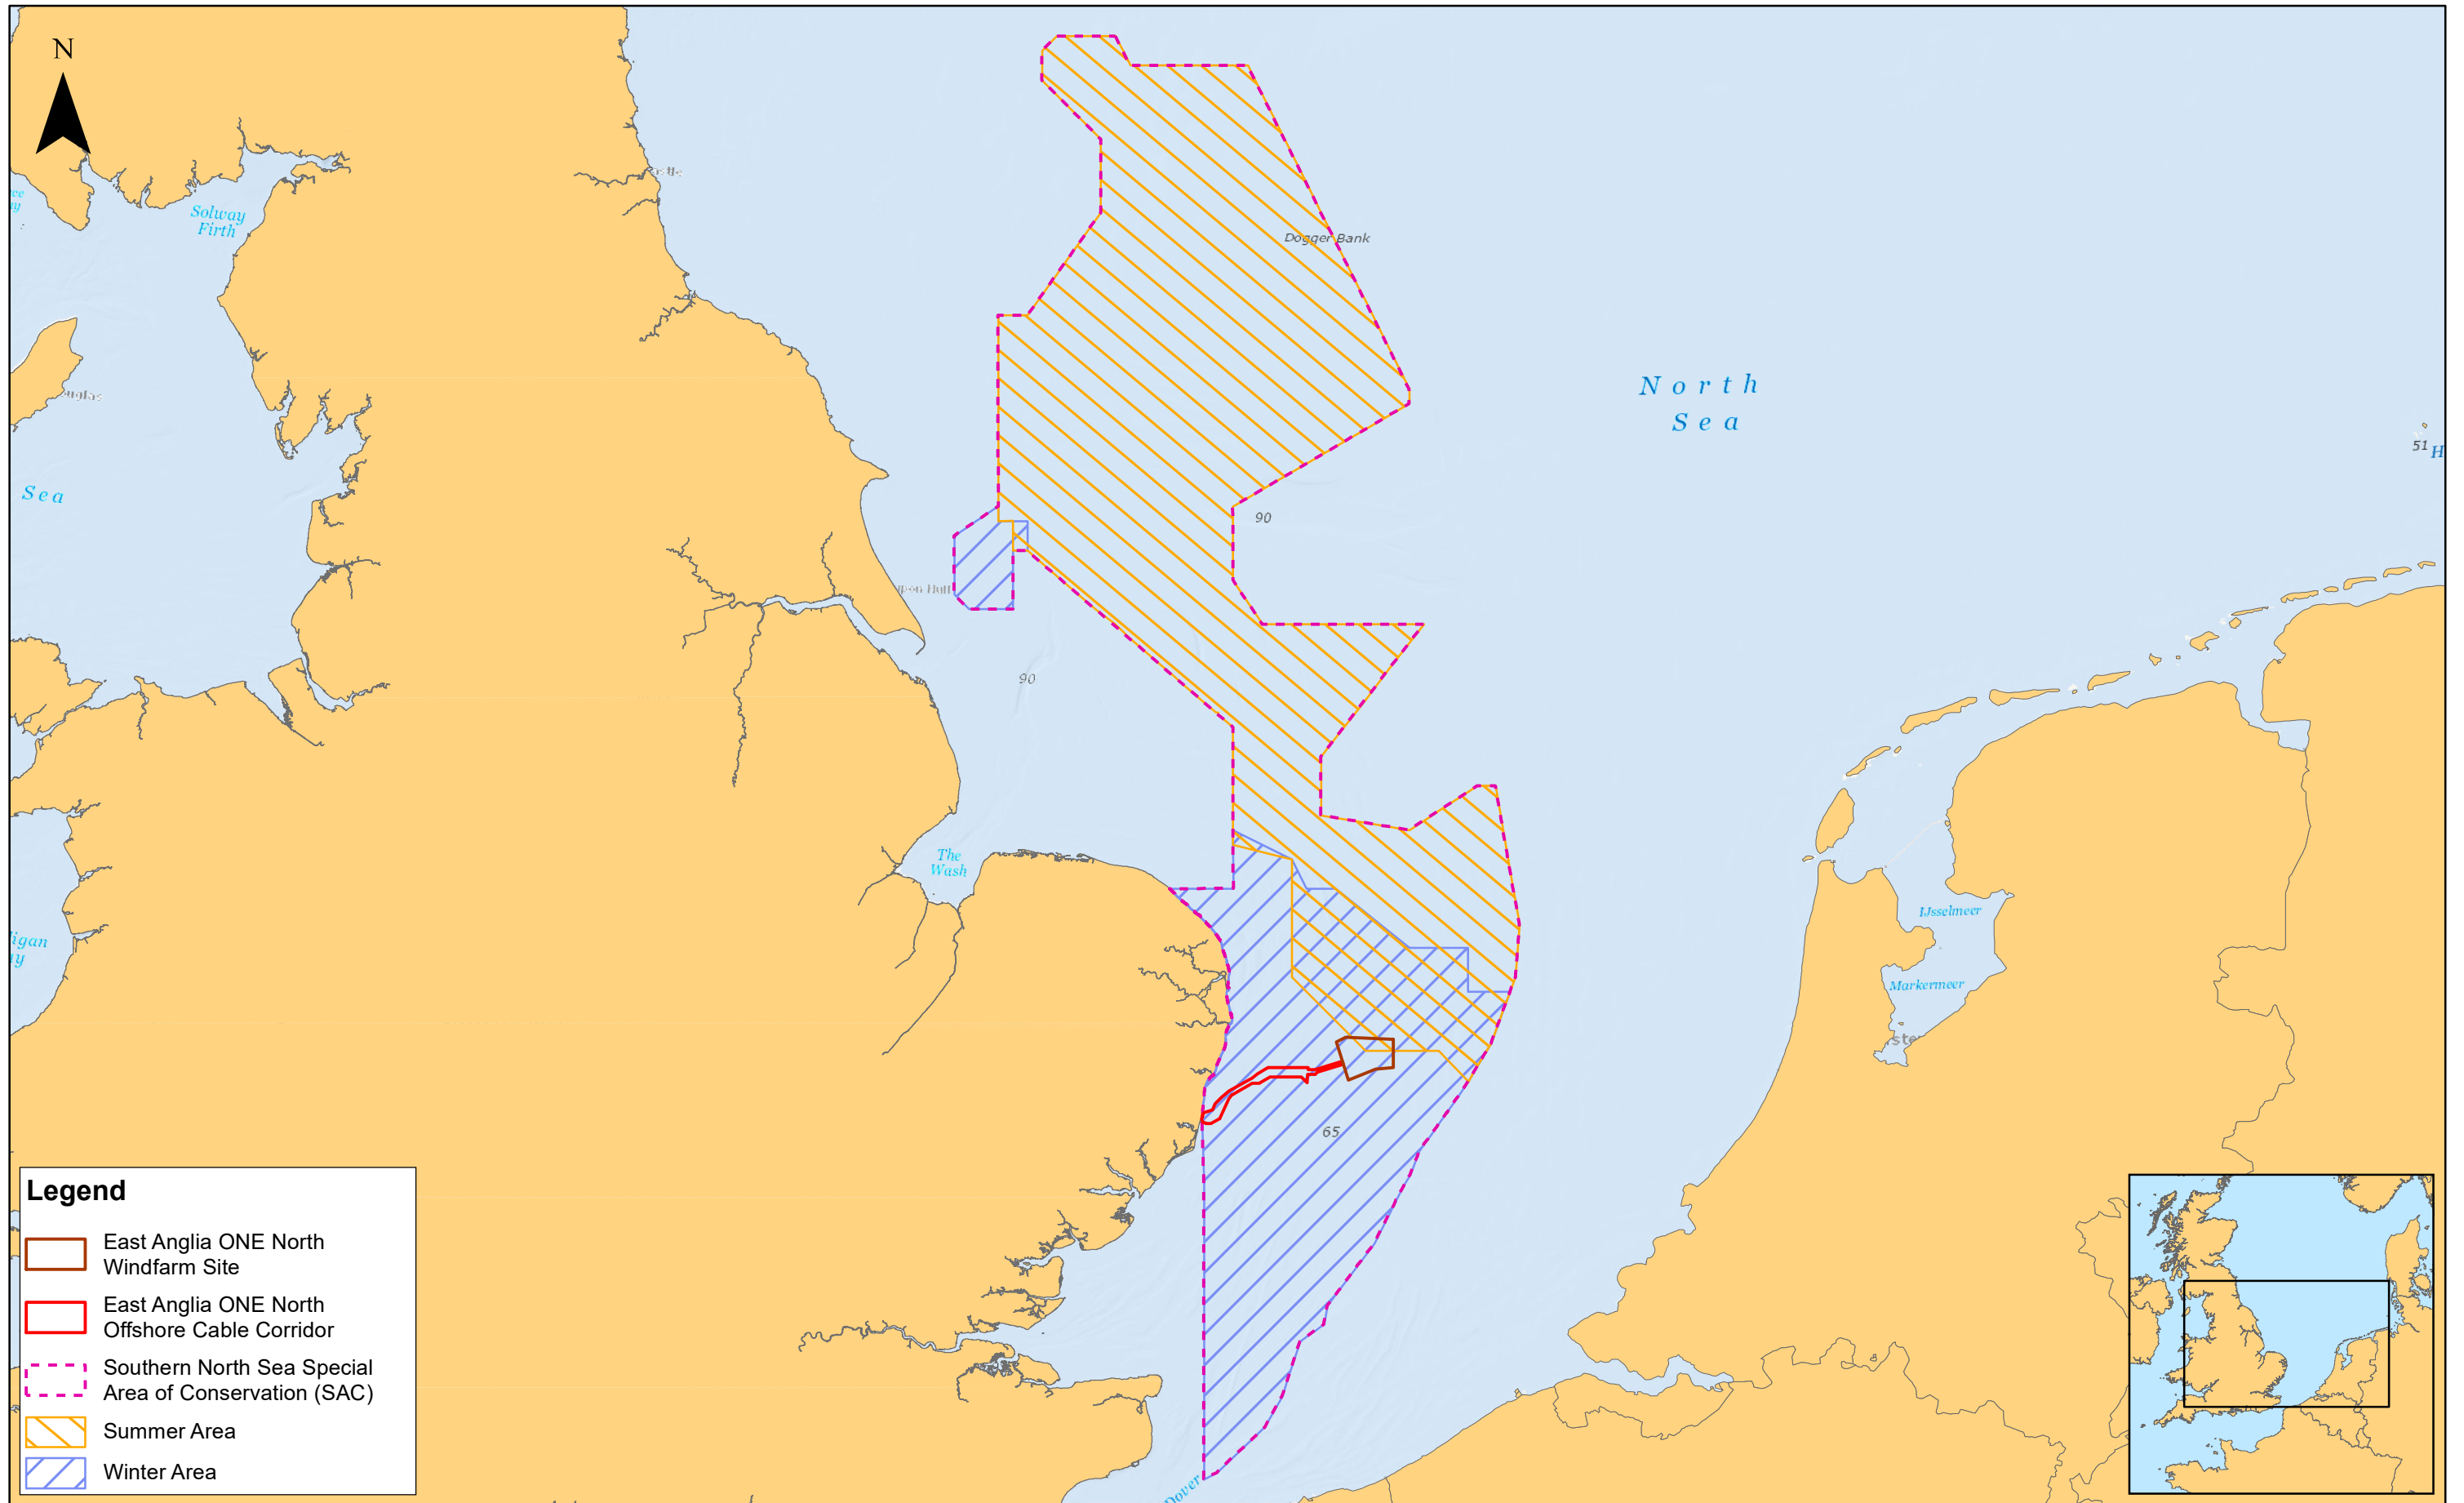 N
Solway
Firth
Dogger Bank
North
Sea
51
H
Sea
90
90
The
Wash
IJsselmeer
Markermeer
65
Dover
Legend
East Anglia ONE North
Windfarm Site
East Anglia ONE North
Offshore Cable Corridor
Southern North Sea Special
Area of Conservation (SAC)
Summer Area
Winter Area